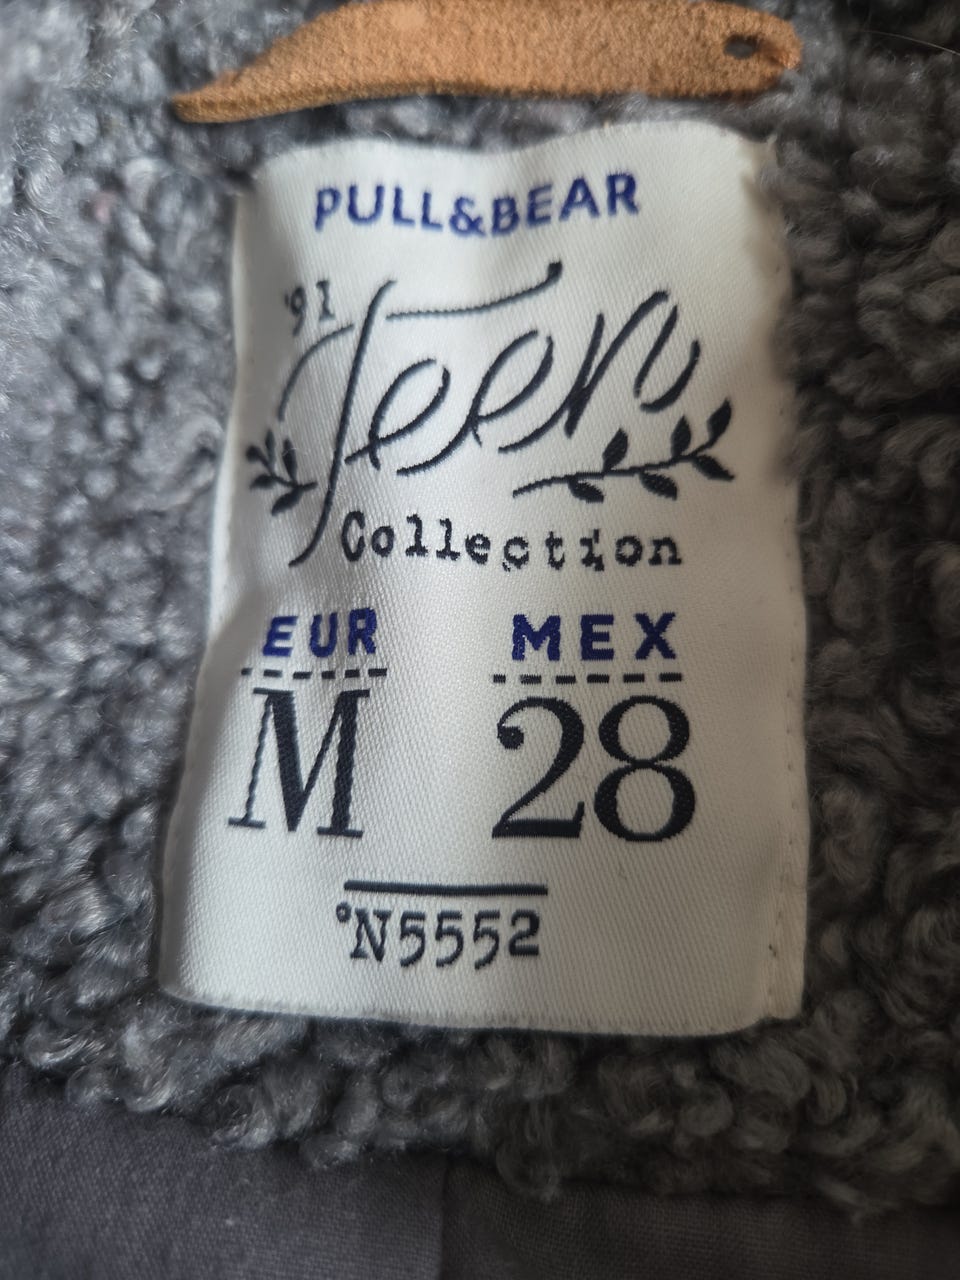 PULL&BEAR
'91
Teen
Collection
EUR MEX
M 28
°N5552